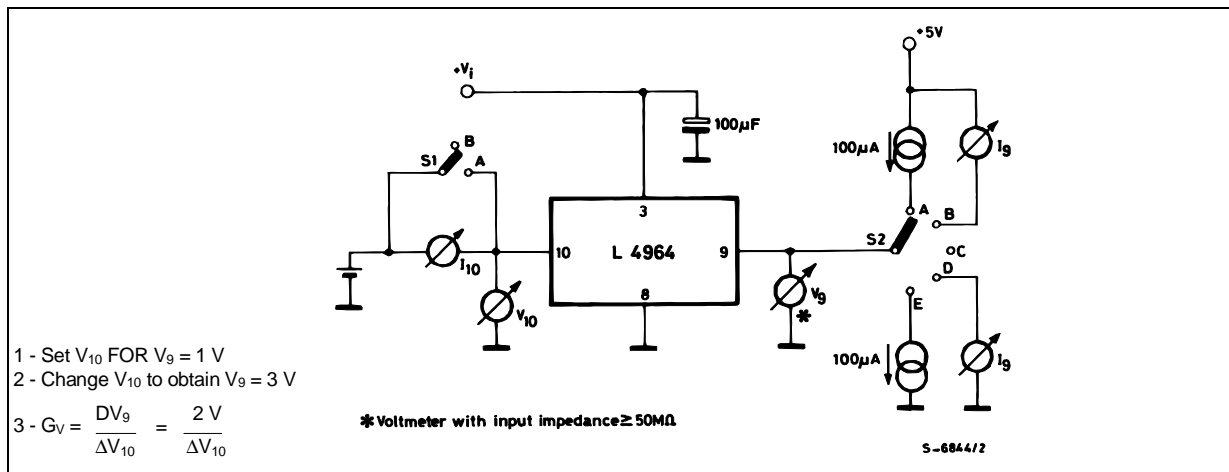 +5V
+Vi
100µF
100µA
I9
B
S1
A
A
B
3
S2
10
L 4964
9
C
I10
D
V9
*
8
E
V10
100µA
I9
1 - Set V10 FOR V9 = 1 V
2 - Change V10 to obtain V9 = 3 V
3 - GV = DV9 / ΔV10 = 2 V / ΔV10
* Voltmeter with input impedance ≥ 50MΩ
S-6844/2